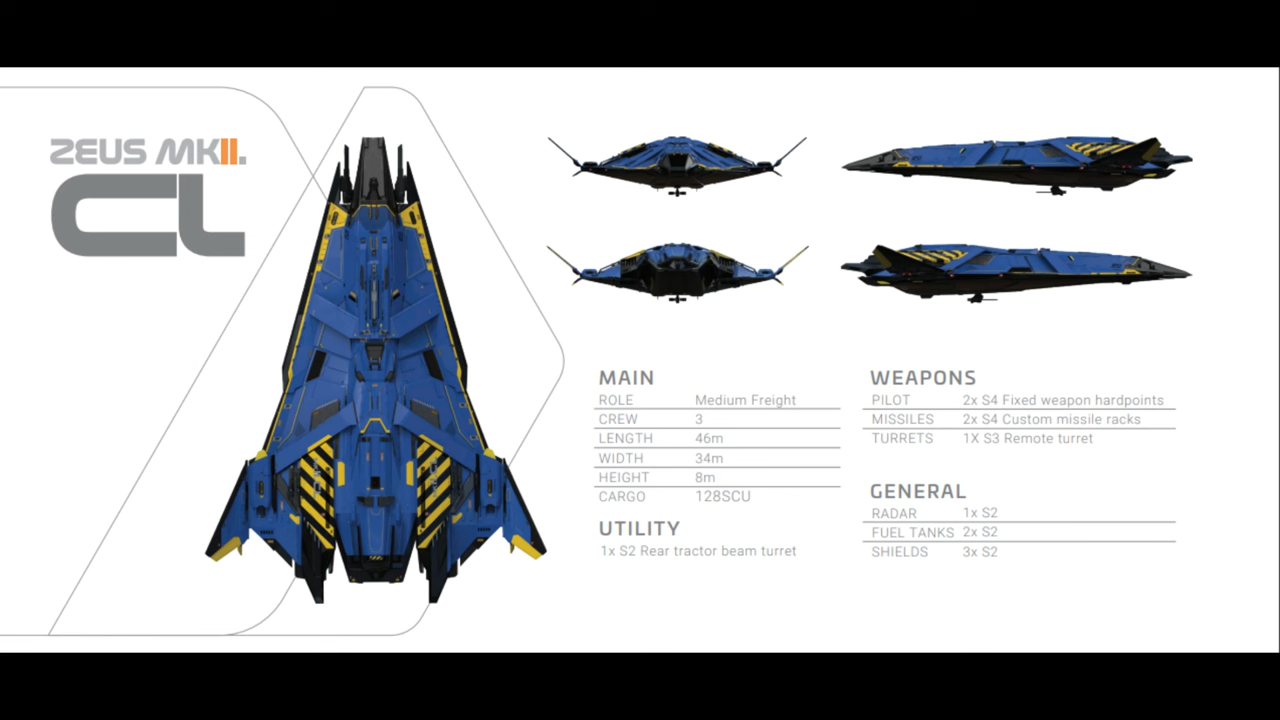 ZEUS MKII.
CL
MAIN
ROLE Medium Freight
CREW 3
LENGTH 46m
WIDTH 34m
HEIGHT 8m
CARGO 128SCU
UTILITY
1x S2 Rear tractor beam turret
WEAPONS
PILOT 2x S4 Fixed weapon hardpoints
MISSILES 2x S4 Custom missile racks
TURRETS 1X S3 Remote turret
GENERAL
RADAR 1x S2
FUEL TANKS 2x S2
SHIELDS 3x S2